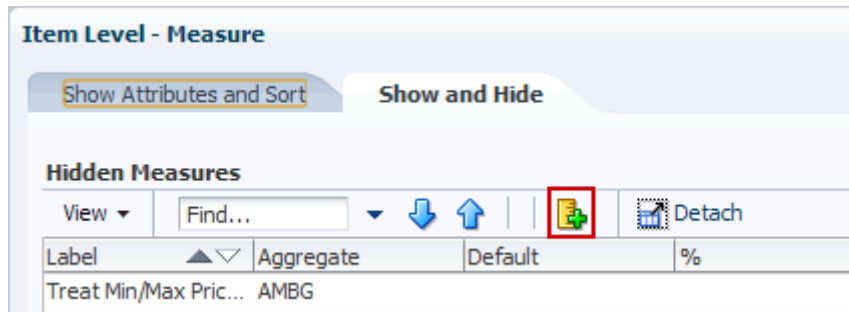 Item Level - Measure
Show Attributes and Sort Show and Hide
Hidden Measures
View Find... Detach
Label Aggregate Default %
Treat Min/Max Pric... AMBG